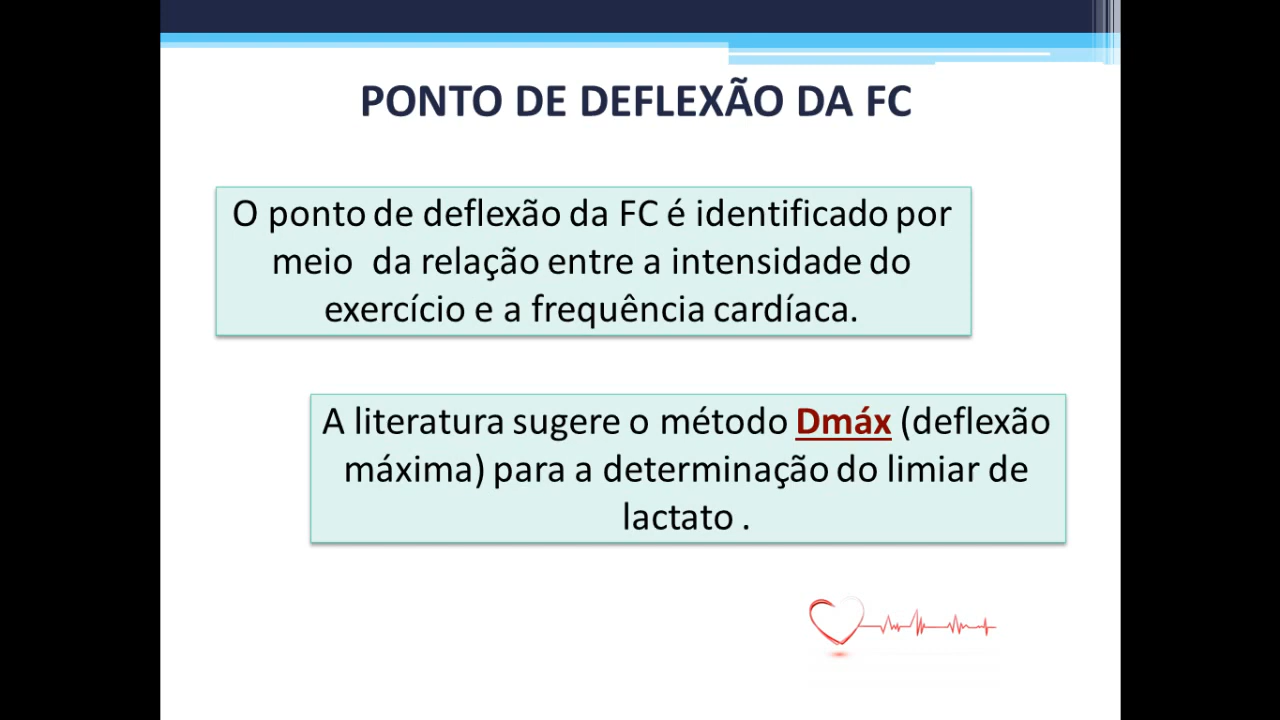 PONTO DE DEFLEXÃO DA FC
O ponto de deflexão da FC é identificado por
meio da relação entre a intensidade do
exercício e a frequência cardíaca.
A literatura sugere o método Dmáx (deflexão
máxima) para a determinação do limiar de
lactato .